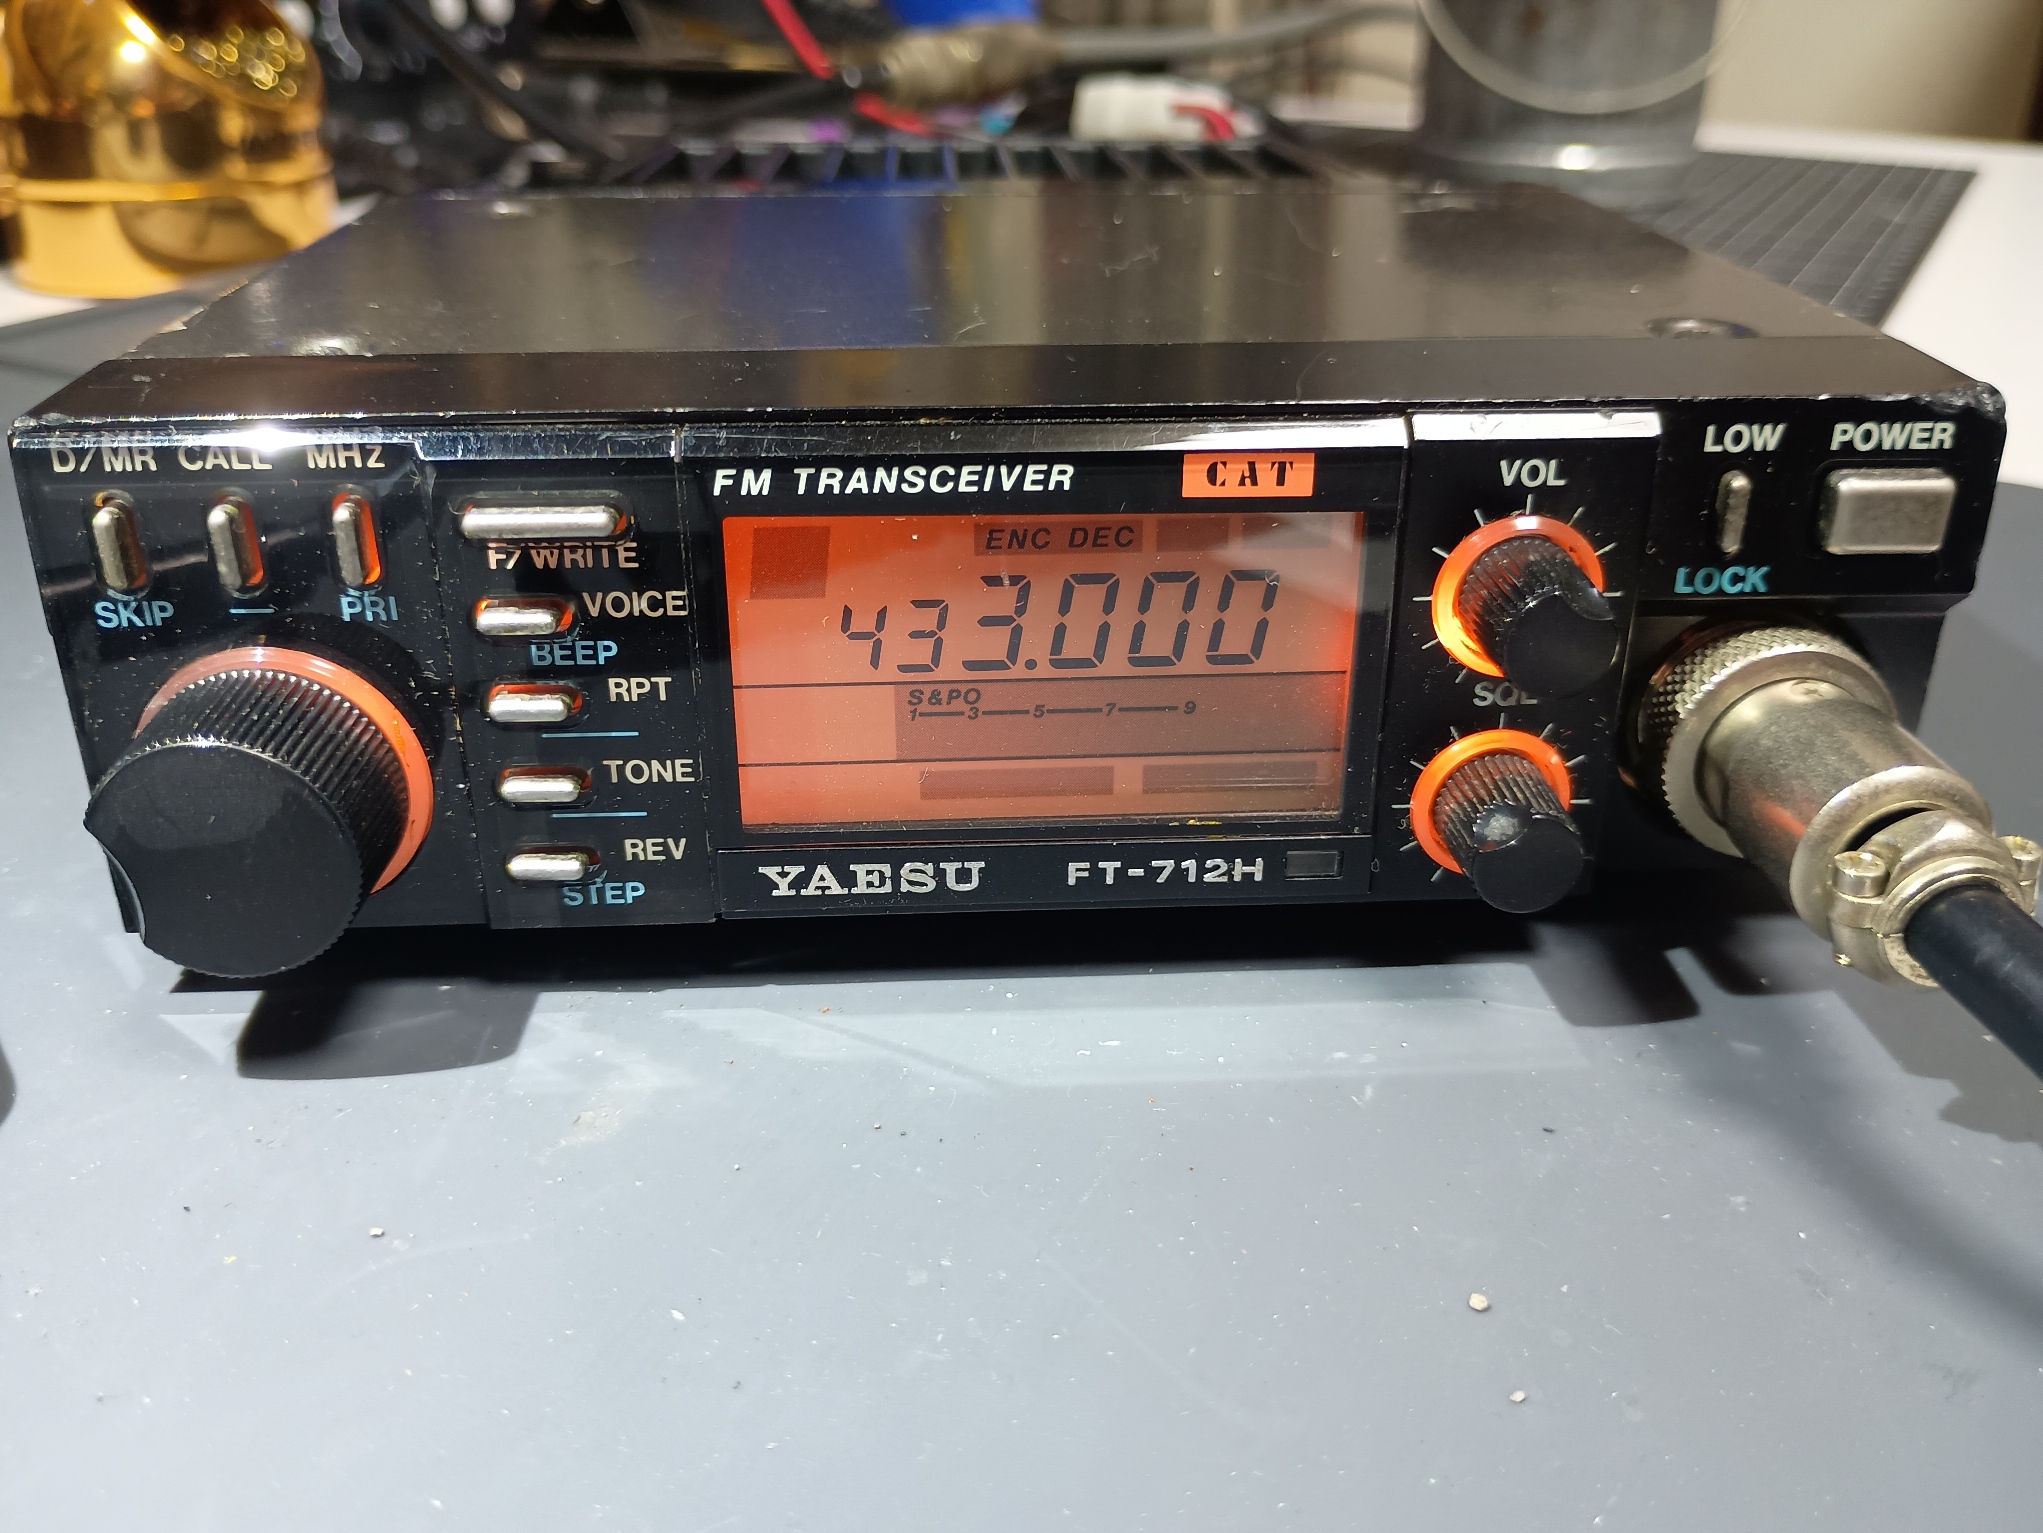 D/MR CALL MHz
SKIP — PRI
F/WRITE
VOICE
BEEP
RPT
TONE
REV
STEP
FM TRANSCEIVER CAT
ENC DEC
433.000
S&PO
1 3 5 7 9
YAESU FT-712H
VOL
SQL
LOW POWER
LOCK